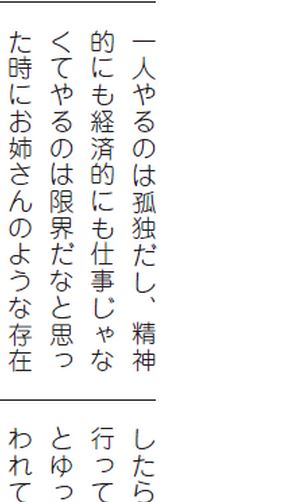 一人やるのは孤独だし、精神
的にも経済的にも仕事じゃな
くてやるのは限界だなと思っ
た時にお姉さんのような存在
したら
行って
とゆっ
われて